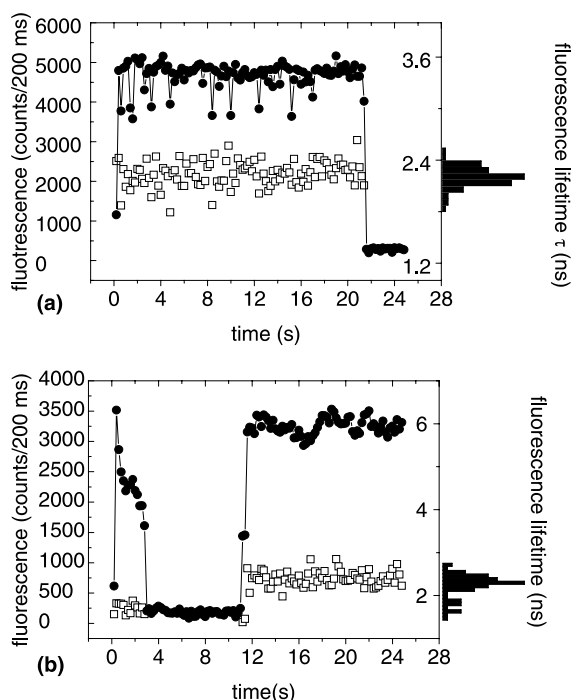 fluotrescence (counts/200 ms)
6000
5000
4000
3000
2000
1000
0
3.6
2.4
1.2
fluorescence lifetime τ (ns)
0 4 8 12 16 20 24 28
(a)
time (s)
fluorescence (counts/200 ms)
4000
3500
3000
2500
2000
1500
1000
500
0
6
4
2
fluorescence lifetime (ns)
0 4 8 12 16 20 24 28
(b)
time(s)